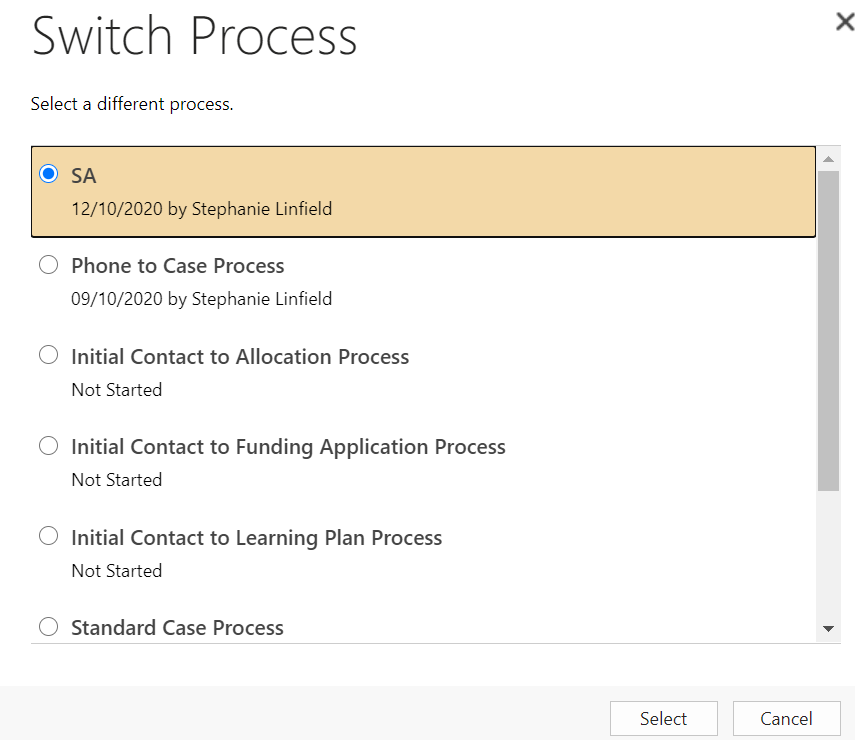 Switch Process
Select a different process.
SA
12/10/2020 by Stephanie Linfield
Phone to Case Process
09/10/2020 by Stephanie Linfield
Initial Contact to Allocation Process
Not Started
Initial Contact to Funding Application Process
Not Started
Initial Contact to Learning Plan Process
Not Started
Standard Case Process
Select
Cancel